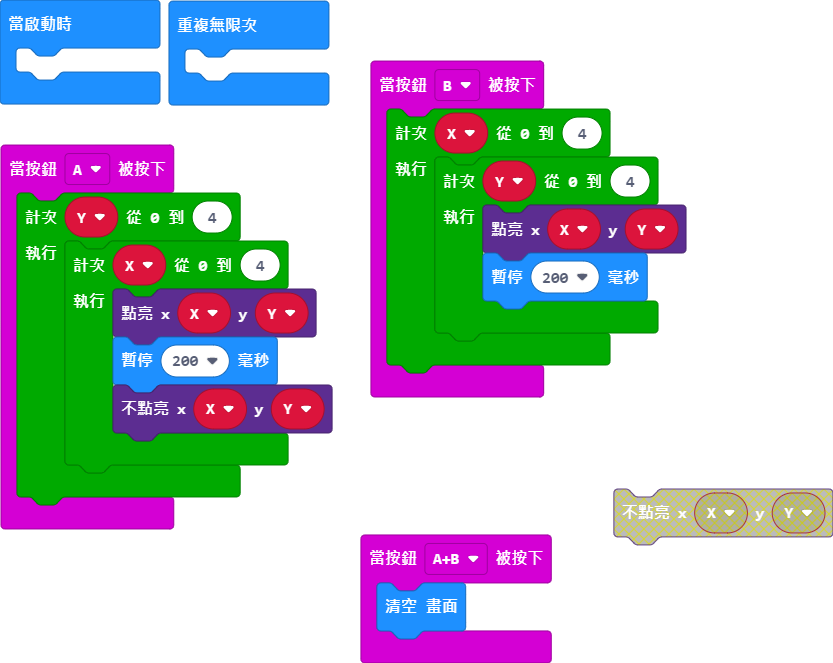 當啟動時
重複無限次
當按鈕 A 被按下
計次 Y 從 0 到 4
執行
計次 X 從 0 到 4
執行
點亮 x X y Y
暫停 200 毫秒
不點亮 x X y Y
當按鈕 B 被按下
計次 X 從 0 到 4
執行
計次 Y 從 0 到 4
執行
點亮 x X y Y
暫停 200 毫秒
不點亮 x X y Y
當按鈕 A+B 被按下
清空 畫面